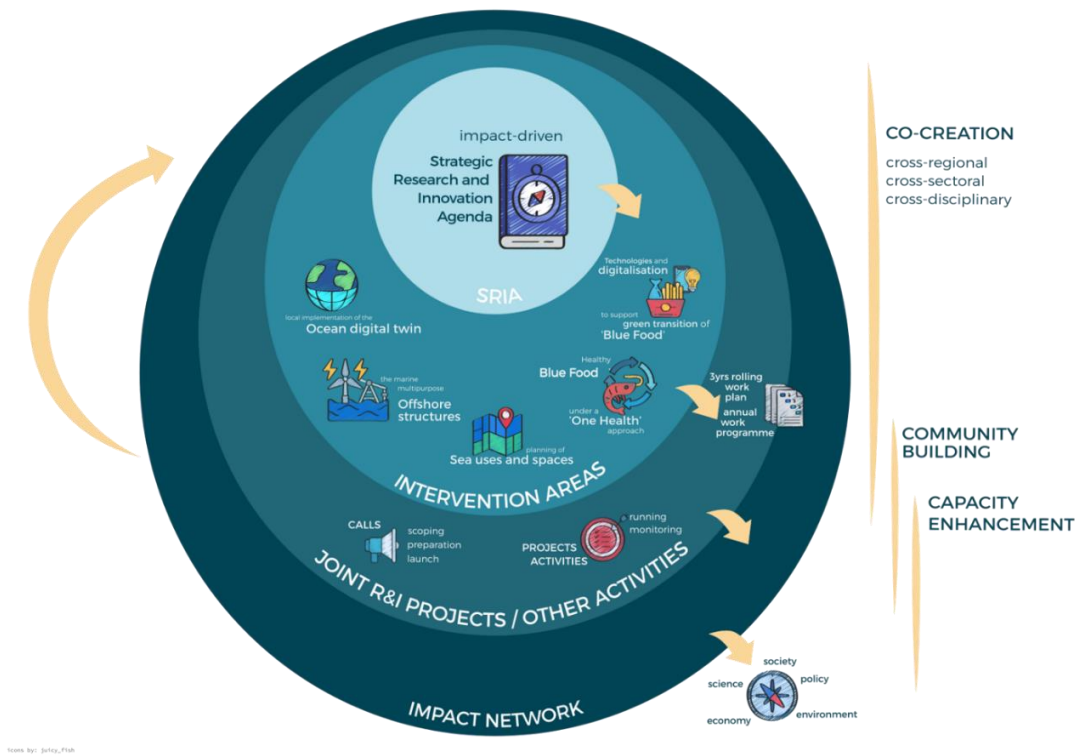 impact-driven
Strategic
Research and
Innovation
Agenda
SRIA
local implementation of the
Ocean digital twin
Technologies and
digitalisation
to support
green transition of
'Blue Food'
the marine
multipurpose
Offshore
structures
Healthy
Blue Food
under a
'One Health'
approach
planning of
Sea uses and spaces
INTERVENTION AREAS
3yrs rolling
work
plan
annual
work
programme
CALLS
scoping
preparation
launch
PROJECTS
ACTIVITIES
running
monitoring
JOINT R&I PROJECTS / OTHER ACTIVITIES
IMPACT NETWORK
society
science
policy
economy
environment
CO-CREATION
cross-regional
cross-sectoral
cross-disciplinary
COMMUNITY
BUILDING
CAPACITY
ENHANCEMENT
icons by: juicy_fish